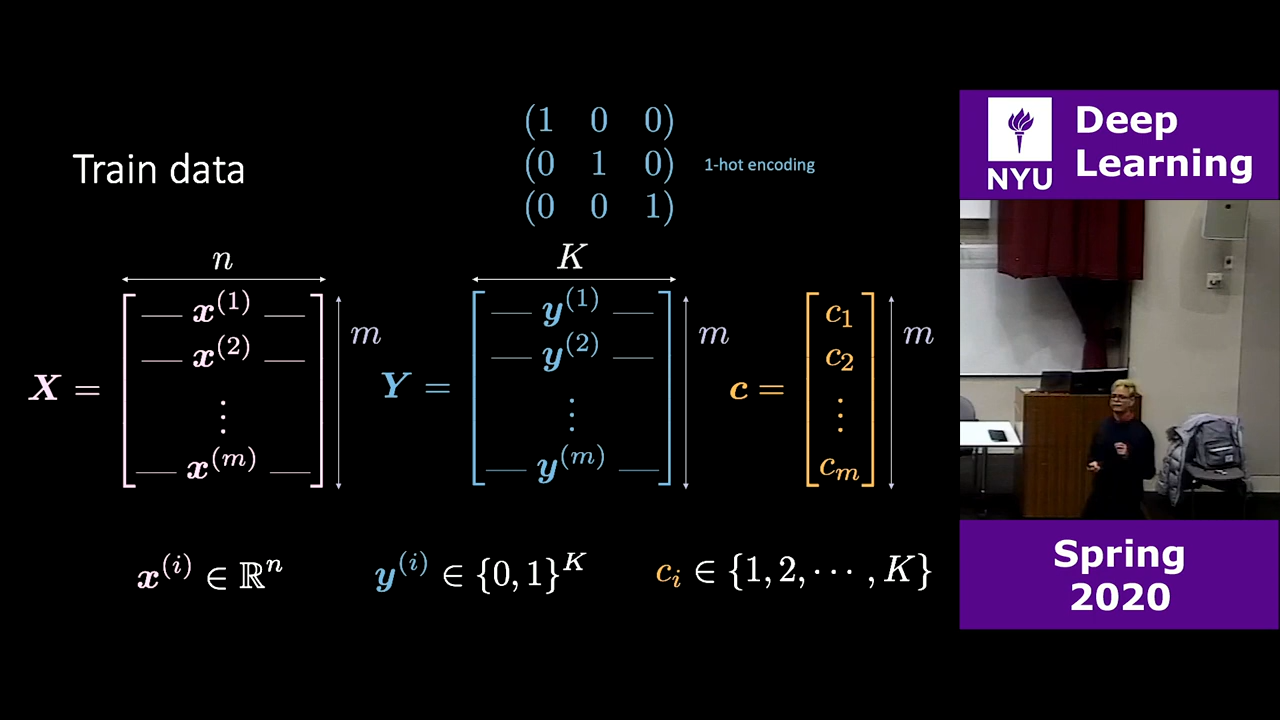 Train data
(1 0 0)
(0 1 0)
(0 0 1)
1-hot encoding
n
X = [ — x^(1) — — x^(2) — ⋮ — x^(m) — ] m
K
Y = [ — y^(1) — — y^(2) — ⋮ — y^(m) — ] m
c = [ c_1 c_2 ⋮ c_m ] m
x^(i) ∈ ℝ^n
y^(i) ∈ {0, 1}^K
c_i ∈ {1, 2, ⋯ , K}
NYU
Deep
Learning
Spring
2020